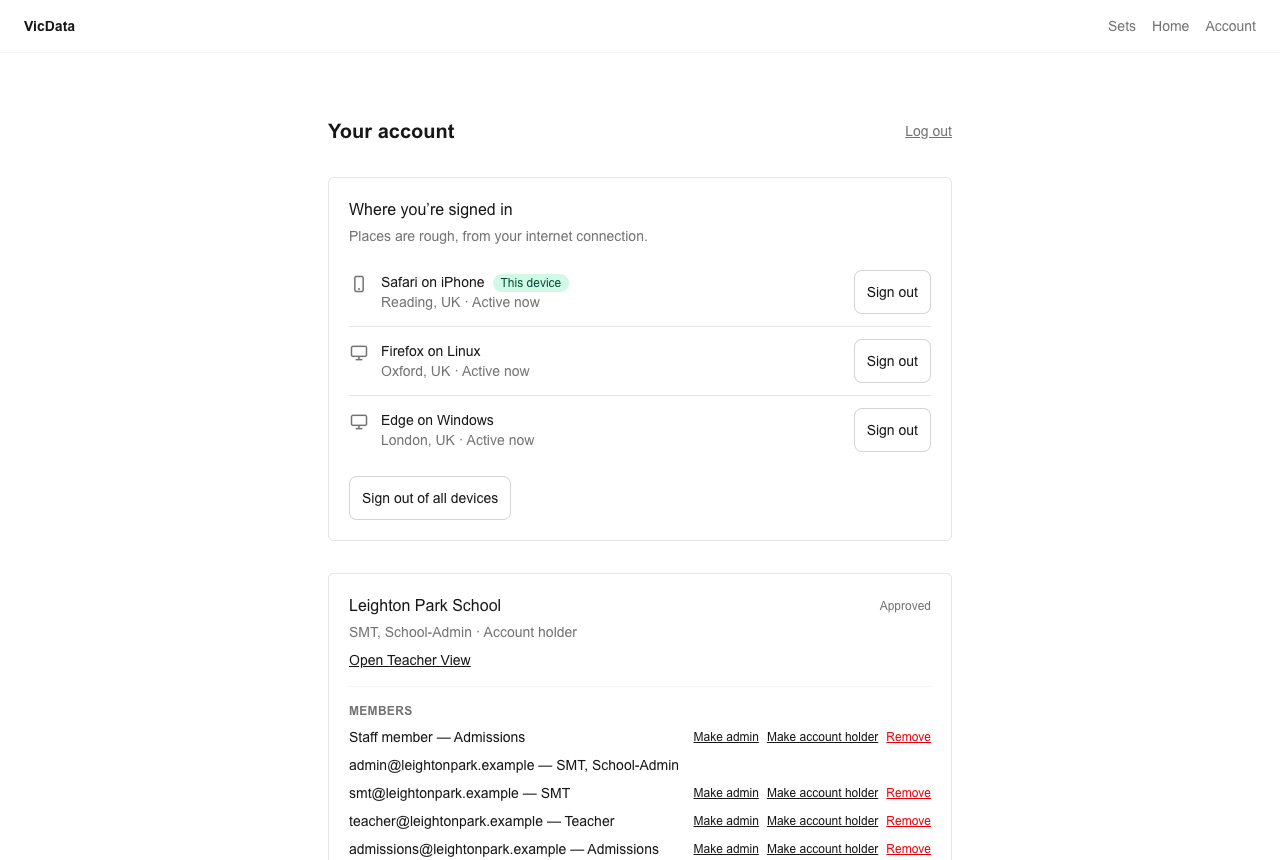 VicData
Sets Home Account
Your account
Log out
Where you’re signed in
Places are rough, from your internet connection.
Safari on iPhone This device
Reading, UK · Active now
Sign out
Firefox on Linux
Oxford, UK · Active now
Sign out
Edge on Windows
London, UK · Active now
Sign out
Sign out of all devices
Leighton Park School
Approved
SMT, School-Admin · Account holder
Open Teacher View
MEMBERS
Staff member — Admissions Make admin Make account holder Remove
admin@leightonpark.example — SMT, School-Admin
smt@leightonpark.example — SMT Make admin Make account holder Remove
teacher@leightonpark.example — Teacher Make admin Make account holder Remove
admissions@leightonpark.example — Admissions Make admin Make account holder Remove